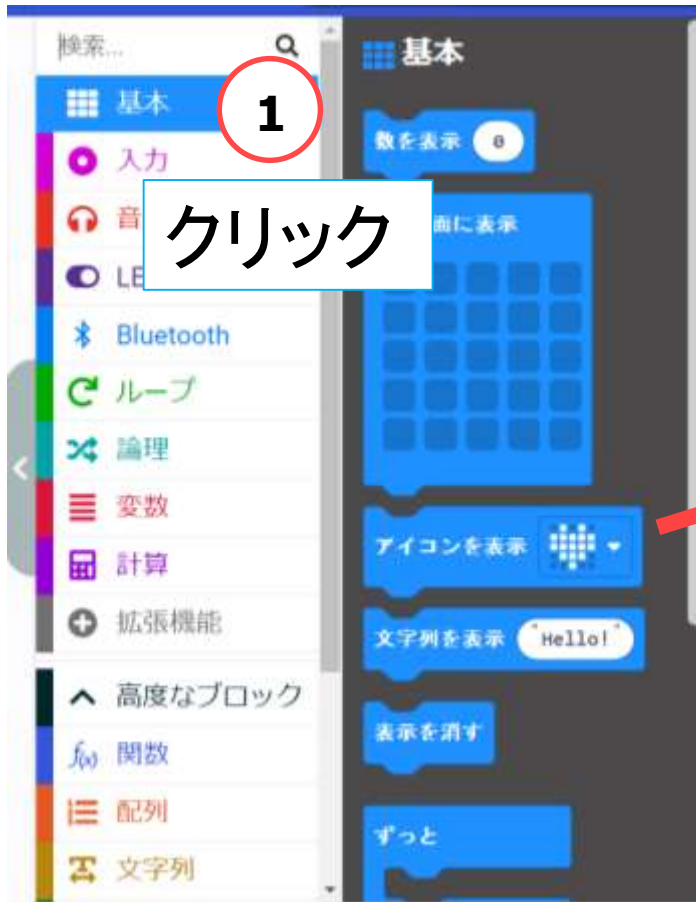 検索...
基本
1
入力
音
クリック
LE
Bluetooth
ループ
論理
変数
計算
拡張機能
高度なブロック
f(x) 関数
配列
文字列
基本
数を表示 0
面に表示
アイコンを表示
文字列を表示 "Hello!"
表示を消す
ずっと